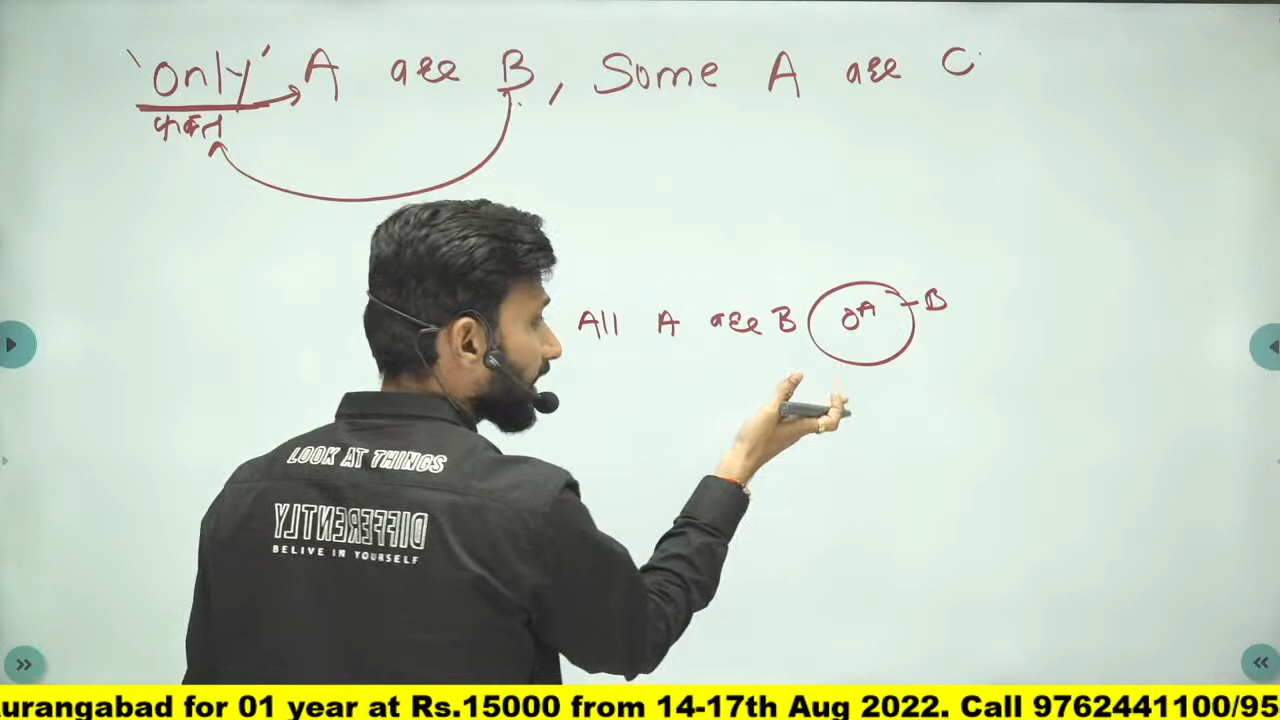 'only' A are B, Some A are C
फक्त
All A are B
A
B
LOOK AT THINGS
DIFFERENTLY
BELIVE IN YOURSELF
urangabad for 01 year at Rs.15000 from 14-17th Aug 2022. Call 9762441100/95